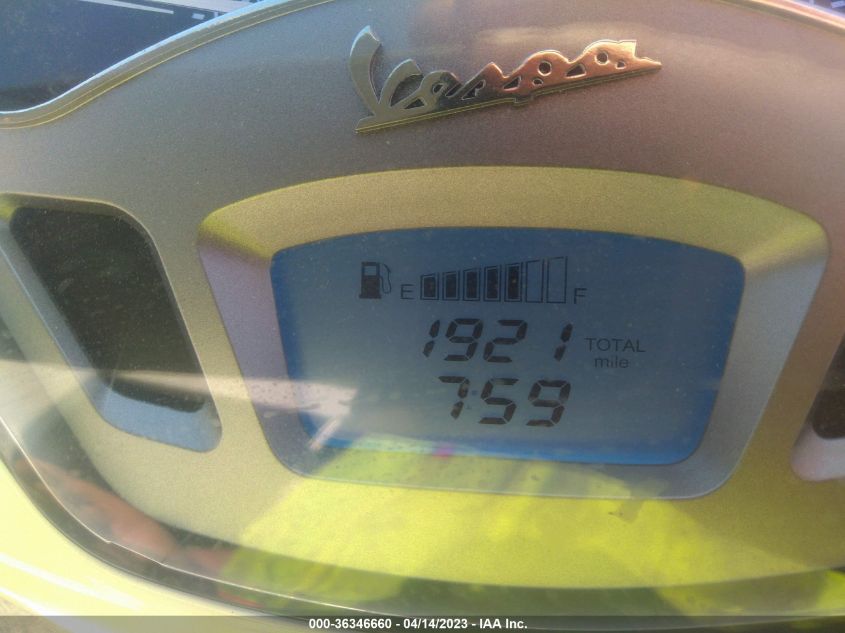 Vespa
E F
1921 TOTAL
mile
7:59
000-36346660 - 04/14/2023 - IAA Inc.